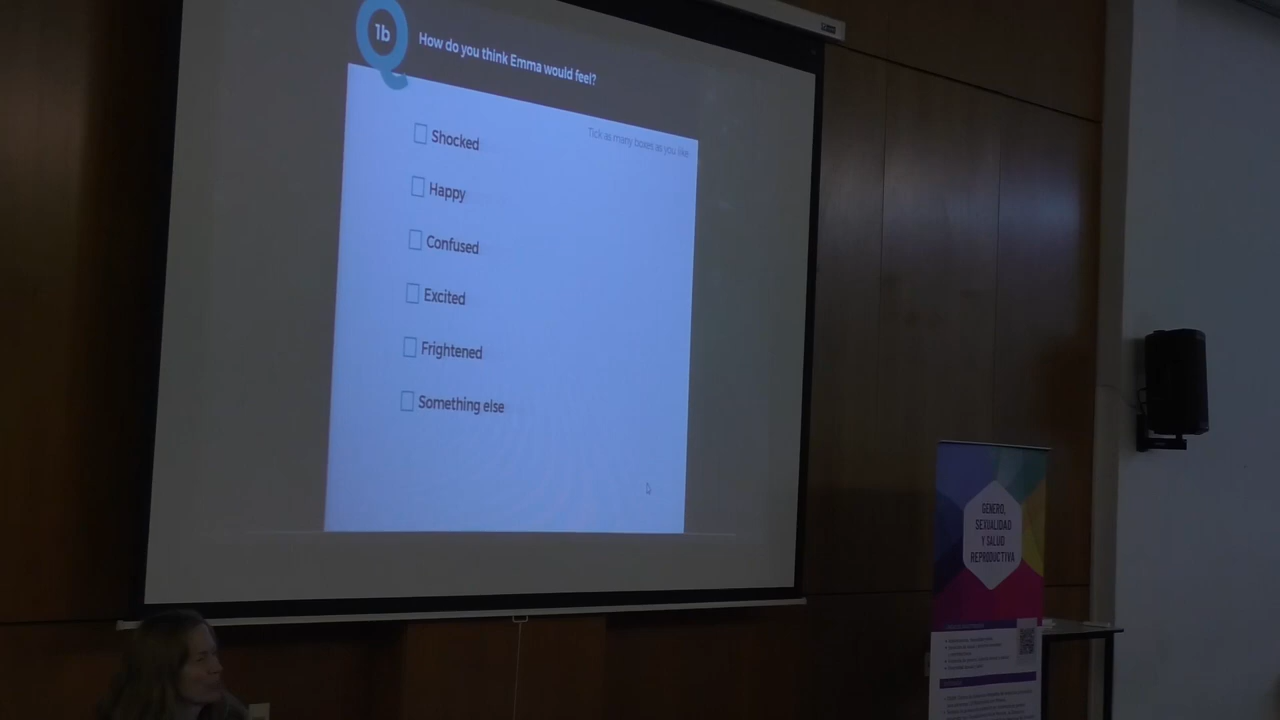 1b
How do you think Emma would feel?
Tick as many boxes as you like
Shocked
Happy
Confused
Excited
Frightened
Something else
GÉNERO,
SEXUALIDAD
Y SALUD
REPRODUCTIVA